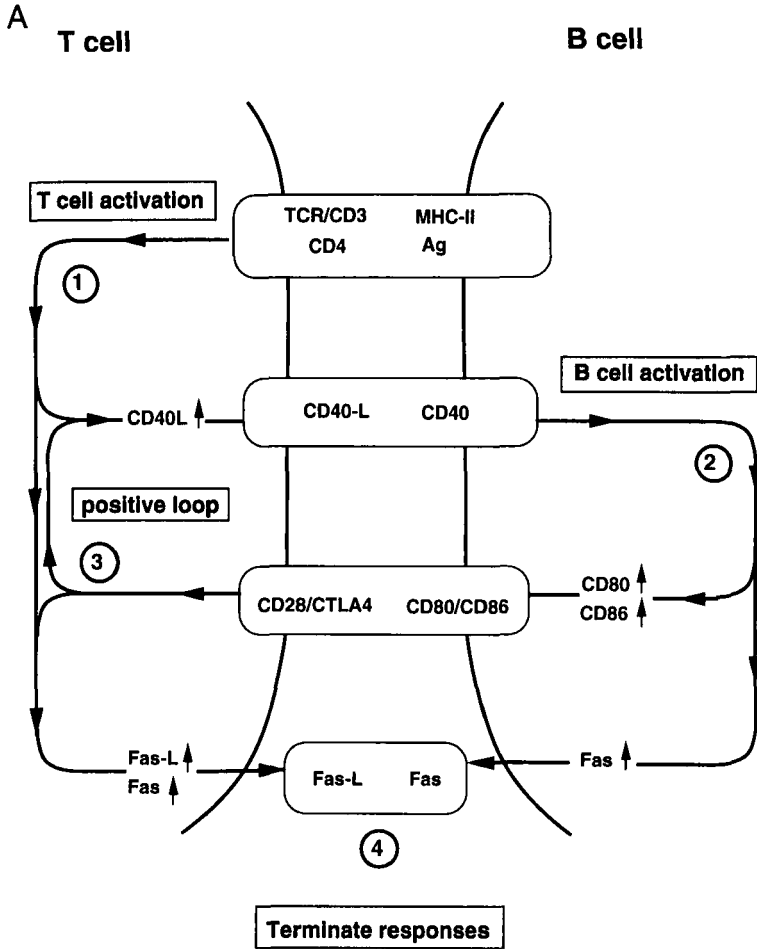 A
T cell
B cell
T cell activation
TCR/CD3 MHC-II
CD4 Ag
1
B cell activation
CD40L
CD40-L CD40
2
positive loop
3
CD28/CTLA4 CD80/CD86
CD80
CD86
Fas-L
Fas
Fas-L Fas
Fas
4
Terminate responses